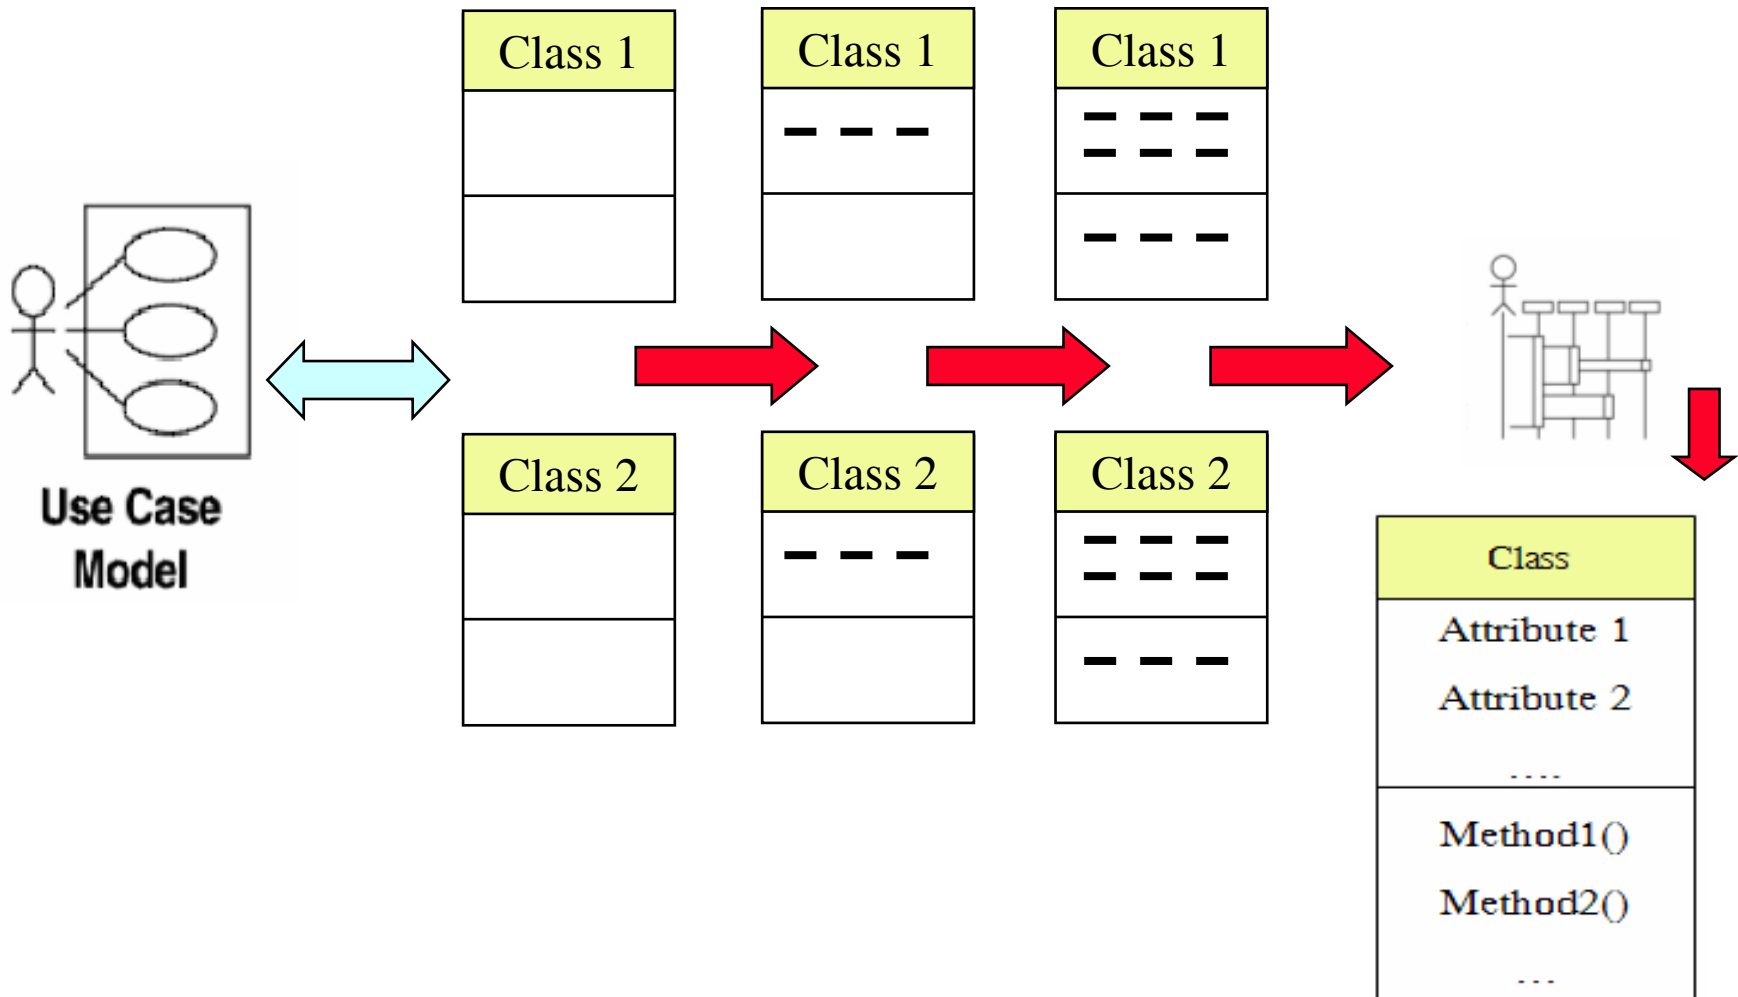 Class 1
Class 1
Class 1
Use Case
Model
Class 2
Class 2
Class 2
Class
Attribute 1
Attribute 2
....
Method1()
Method2()
...